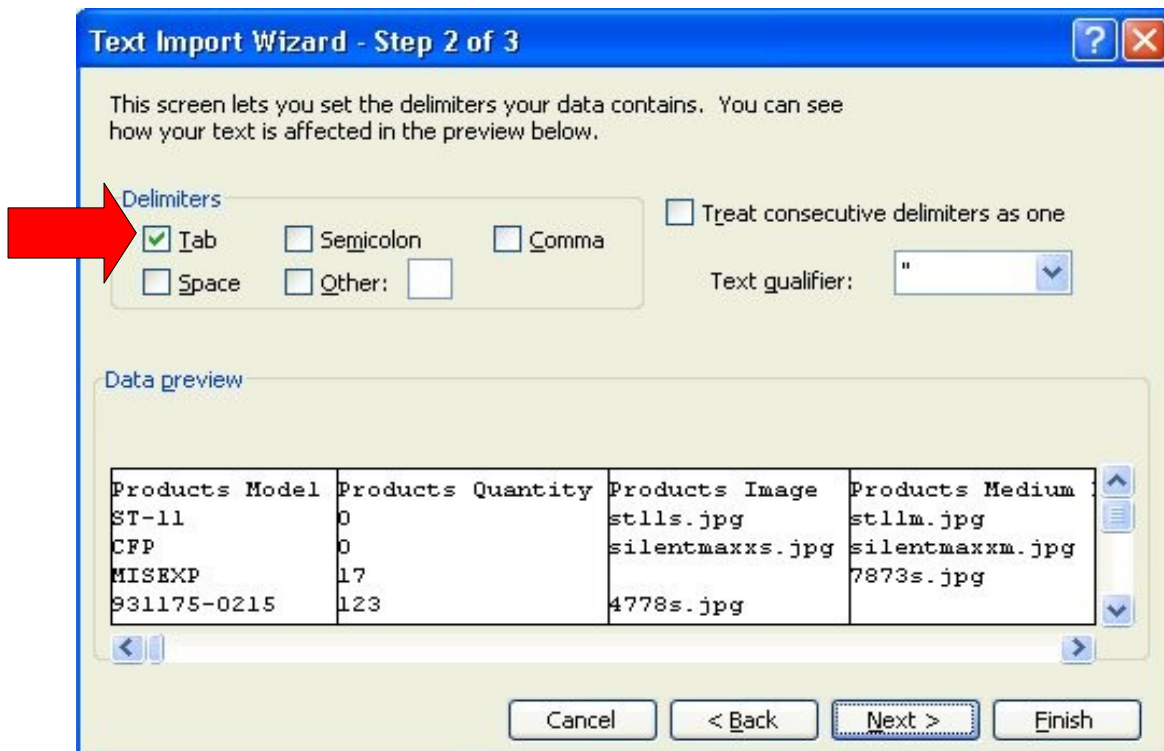 Text Import Wizard - Step 2 of 3
This screen lets you set the delimiters your data contains. You can see
how your text is affected in the preview below.
Delimiters
Tab Semicolon Comma
Space Other:
Treat consecutive delimiters as one
Text qualifier: "
Data preview
Products Model Products Quantity Products Image Products Medium
ST-11 0 st11s.jpg st11m.jpg
CFP 0 silentmaxxs.jpg silentmaxxm.jpg
MISEXP 17 7873s.jpg
931175-0215 123 4778s.jpg
Cancel < Back Next > Finish